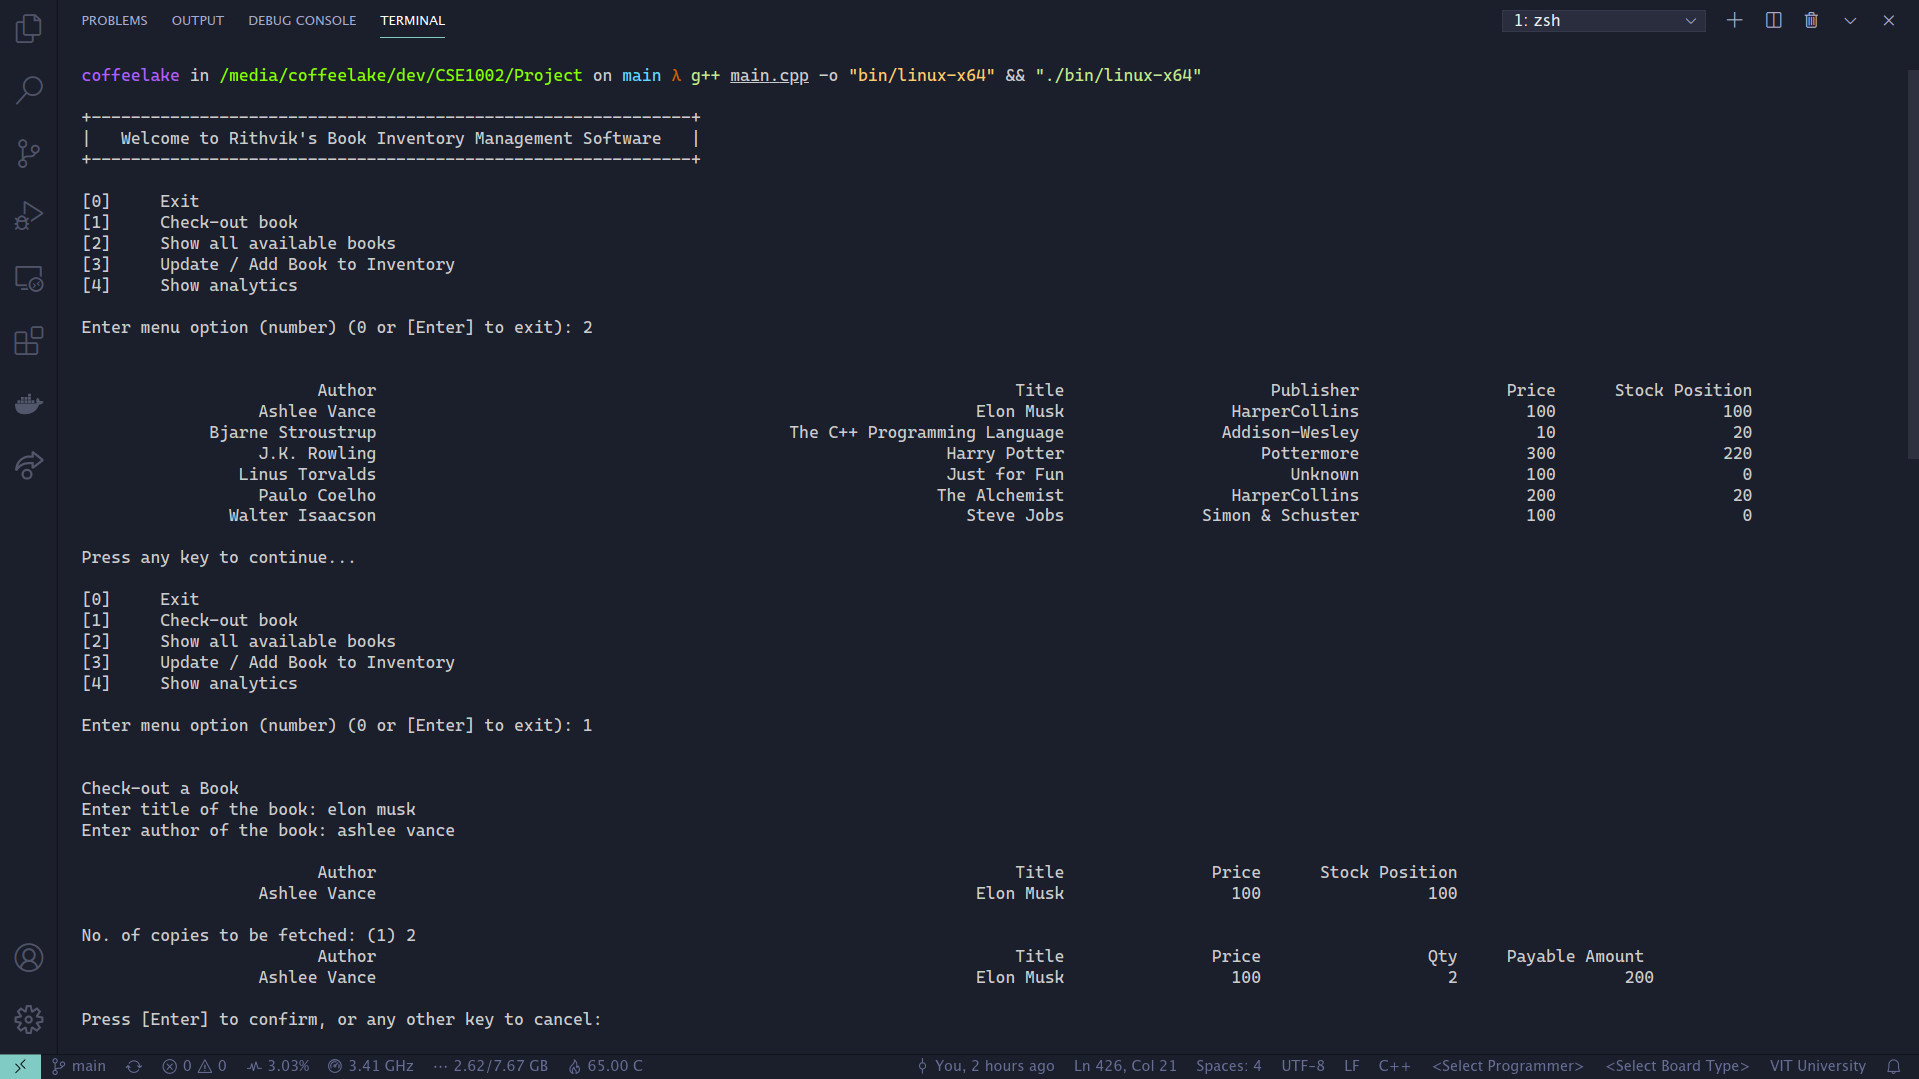 PROBLEMS OUTPUT DEBUG CONSOLE TERMINAL 1: zsh
coffeelake in /media/coffeelake/dev/CSE1002/Project on main λ g++ main.cpp -o "bin/linux-x64" && "./bin/linux-x64"
+-------------------------------------------------------------+
| Welcome to Rithvik's Book Inventory Management Software |
+-------------------------------------------------------------+
[0] Exit
[1] Check-out book
[2] Show all available books
[3] Update / Add Book to Inventory
[4] Show analytics
Enter menu option (number) (0 or [Enter] to exit): 2
Author Title Publisher Price Stock Position
Ashlee Vance Elon Musk HarperCollins 100 100
Bjarne Stroustrup The C++ Programming Language Addison-Wesley 10 20
J.K. Rowling Harry Potter Pottermore 300 220
Linus Torvalds Just for Fun Unknown 100 0
Paulo Coelho The Alchemist HarperCollins 200 20
Walter Isaacson Steve Jobs Simon & Schuster 100 0
Press any key to continue...
[0] Exit
[1] Check-out book
[2] Show all available books
[3] Update / Add Book to Inventory
[4] Show analytics
Enter menu option (number) (0 or [Enter] to exit): 1
Check-out a Book
Enter title of the book: elon musk
Enter author of the book: ashlee vance
Author Title Price Stock Position
Ashlee Vance Elon Musk 100 100
No. of copies to be fetched: (1) 2
Author Title Price Qty Payable Amount
Ashlee Vance Elon Musk 100 2 200
Press [Enter] to confirm, or any other key to cancel:
main 0 0 3.03% 3.41 GHz 2.62/7.67 GB 65.00 C You, 2 hours ago Ln 426, Col 21 Spaces: 4 UTF-8 LF C++ <Select Programmer> <Select Board Type> VIT University